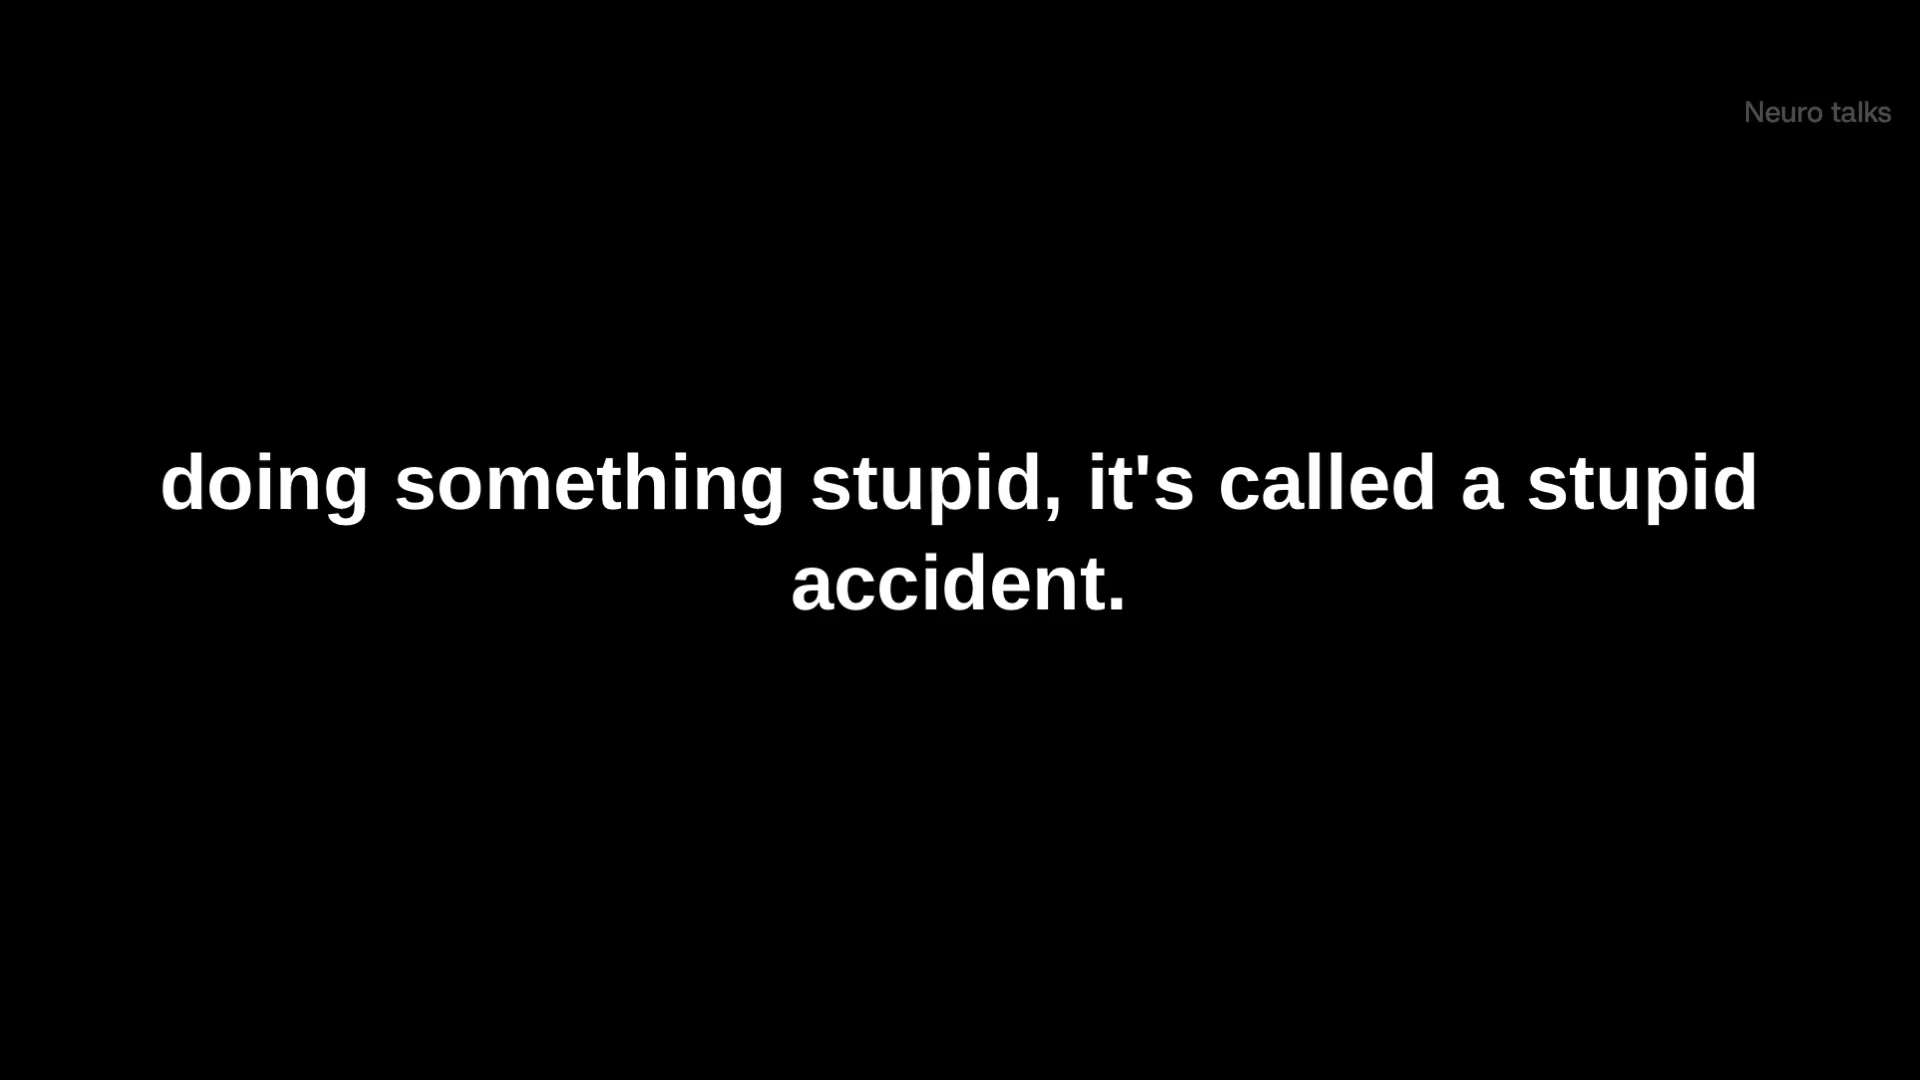 Neuro talks
doing something stupid, it's called a stupid
accident.